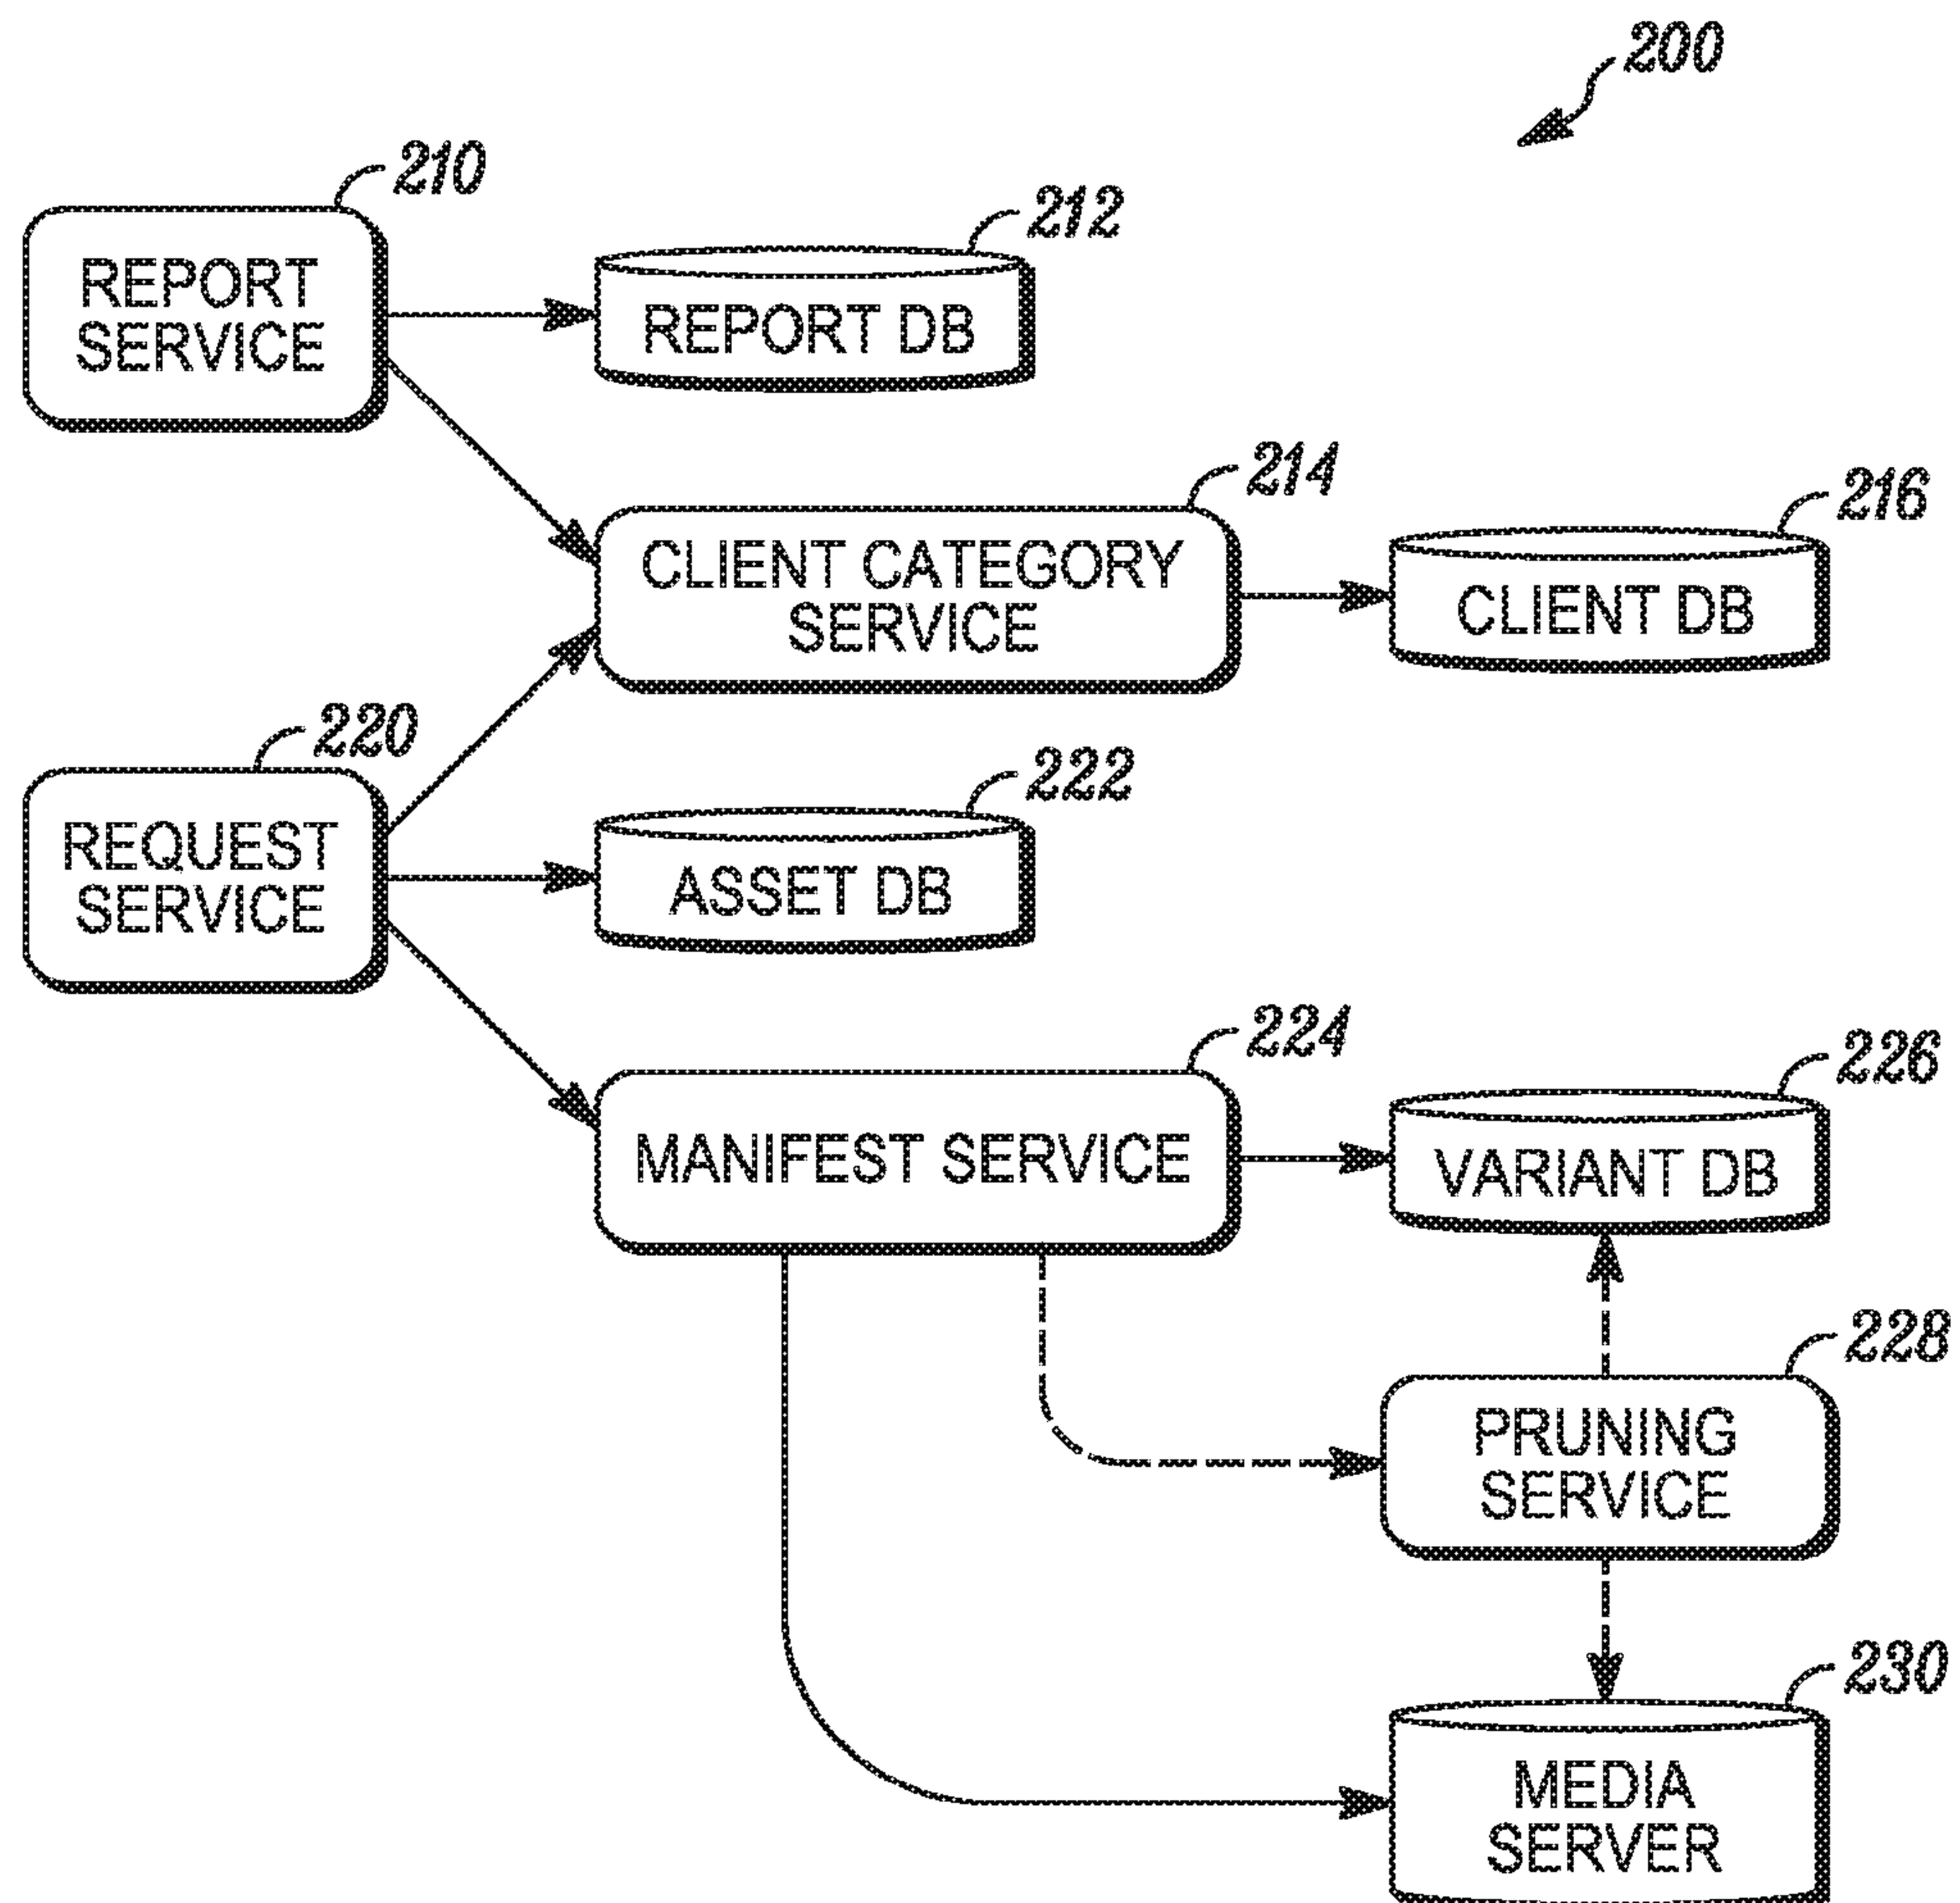 200
210
REPORT
SERVICE
212
REPORT DB
214
CLIENT CATEGORY
SERVICE
216
CLIENT DB
220
REQUEST
SERVICE
222
ASSET DB
224
MANIFEST SERVICE
226
VARIANT DB
228
PRUNING
SERVICE
230
MEDIA
SERVER